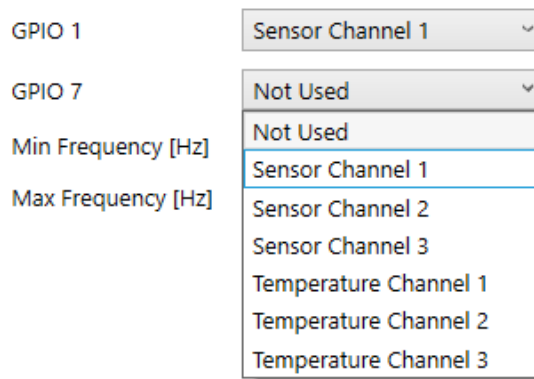 GPIO 1 Sensor Channel 1
GPIO 7 Not Used
Not Used
Min Frequency [Hz]
Sensor Channel 1
Max Frequency [Hz]
Sensor Channel 2
Sensor Channel 3
Temperature Channel 1
Temperature Channel 2
Temperature Channel 3